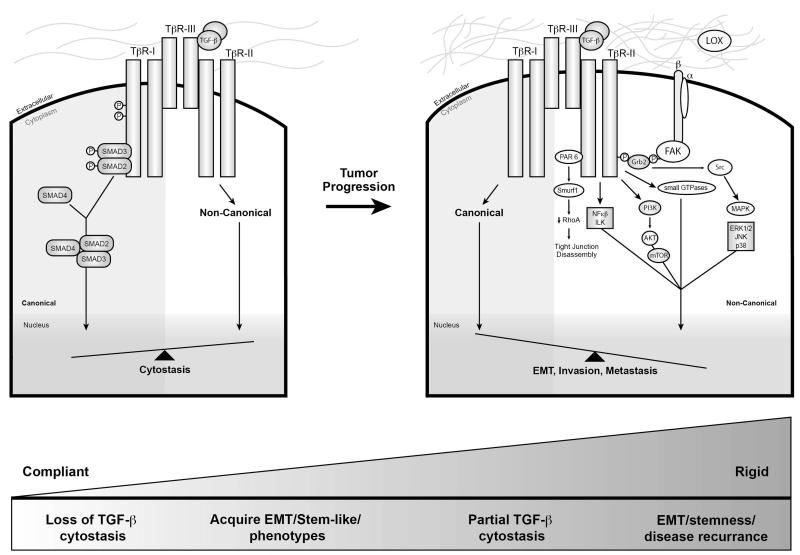 TβR-III
TGF-β
TβR-I
TβR-II
Extracellular
Cytoplasm
P
P
P
SMAD3
P
SMAD2
SMAD4
SMAD4
SMAD2
SMAD3
Non-Canonical
Canonical
Nucleus
Cytostasis
Tumor
Progression
TβR-III
TGF-β
TβR-I
TβR-II
LOX
β
α
Extracellular
Cytoplasm
PAR 6
P
Grb2
P
FAK
Src
Smurf1
small GTPases
RhoA
Tight Junction
Disassembly
NFκβ
ILK
PI3K
AKT
mTOR
MAPK
ERK1/2
JNK
p38
Canonical
Non-Canonical
Nucleus
EMT, Invasion, Metastasis
Compliant
Rigid
Loss of TGF-β
cytostasis
Acquire EMT/Stem-like/
phenotypes
Partial TGF-β
cytostasis
EMT/stemness/
disease recurrance